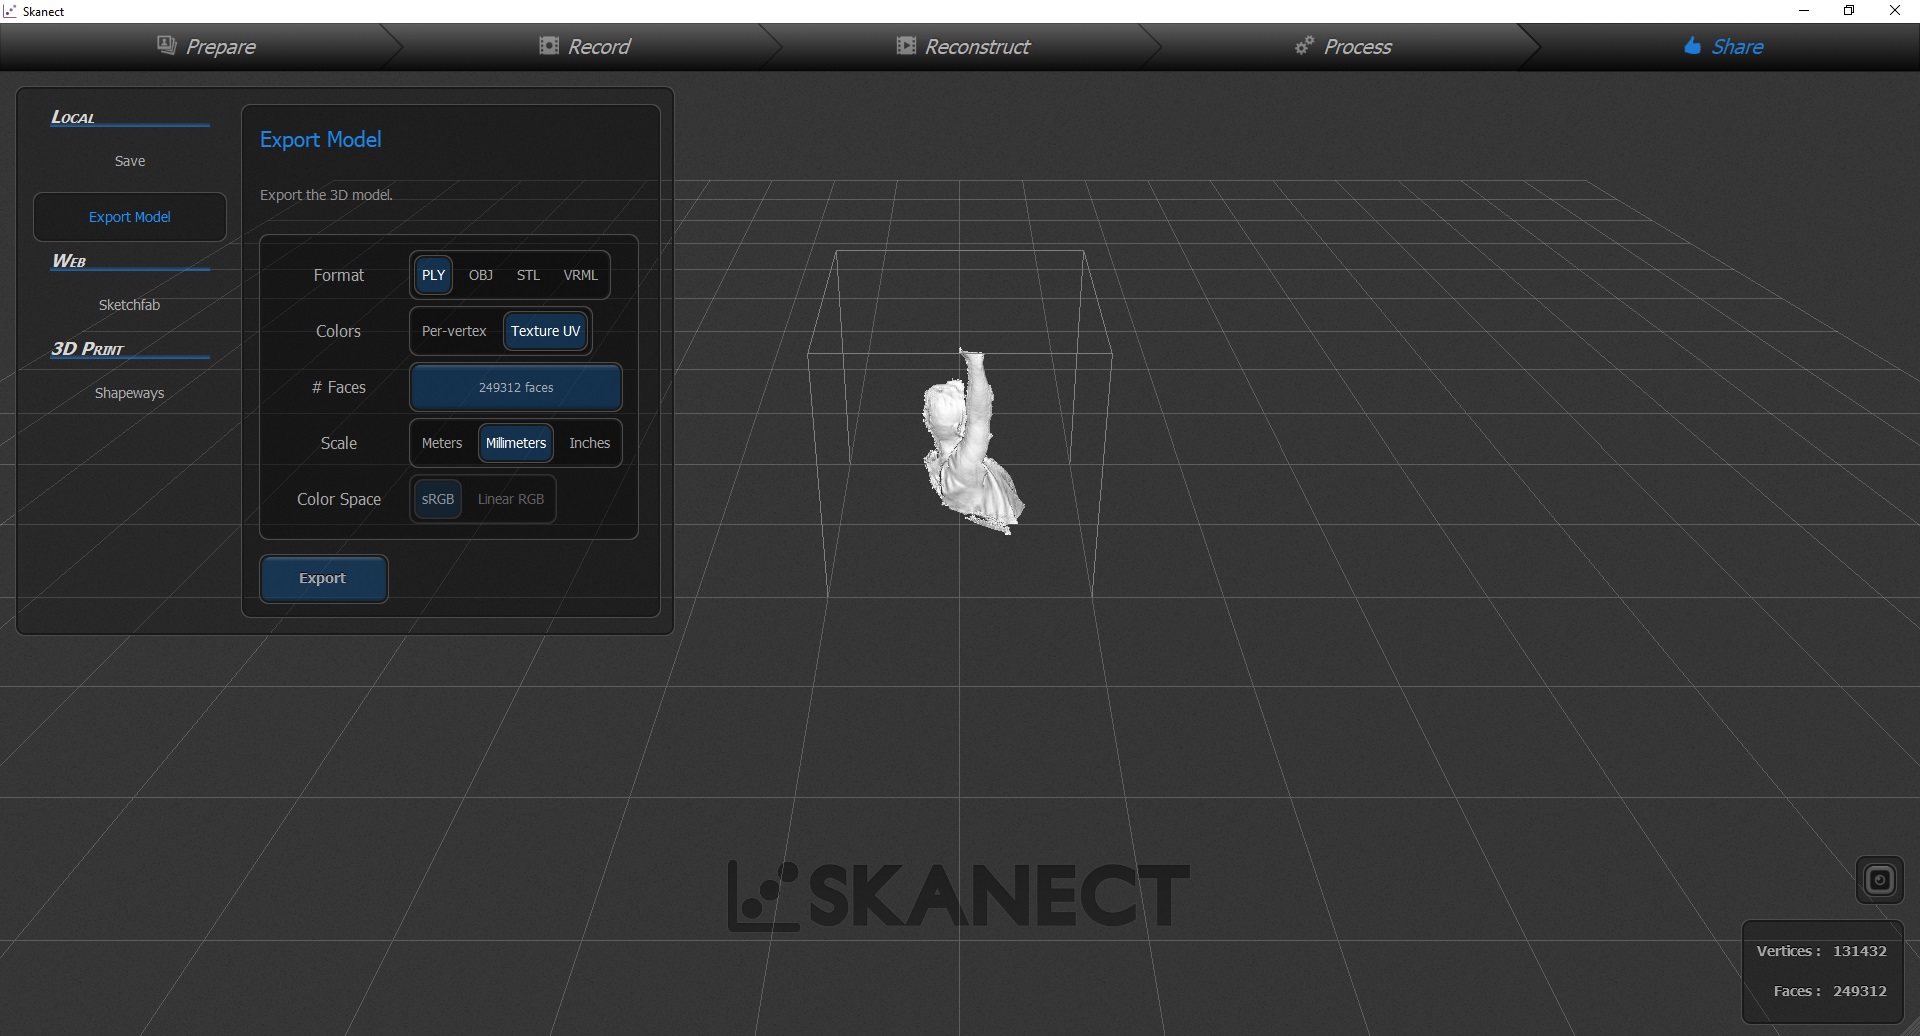 Skanect
Prepare
Record
Reconstruct
Process
Share
LOCAL
Save
Export Model
WEB
Sketchfab
3D PRINT
Shapeways
Export Model
Export the 3D model.
Format PLY OBJ STL VRML
Colors Per-vertex Texture UV
# Faces 249312 faces
Scale Meters Millimeters Inches
Color Space sRGB Linear RGB
Export
SKANECT
Vertices : 131432
Faces : 249312